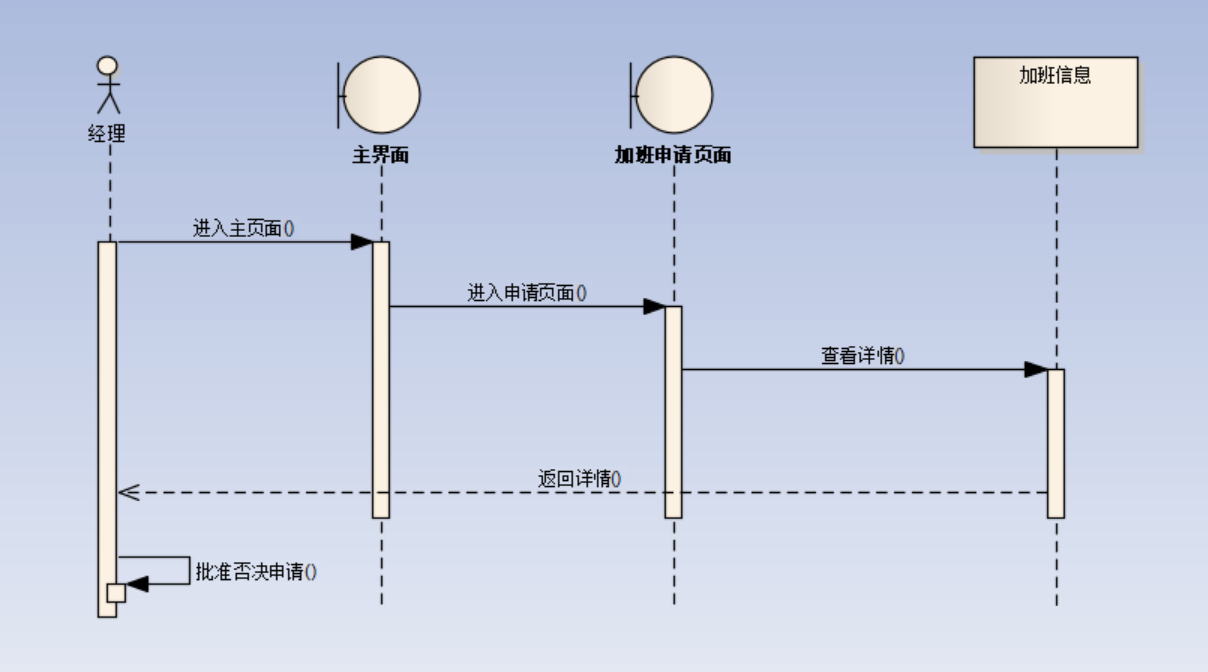 加班信息
经理
主界面
加班申请页面
进入主页面()
进入申请页面()
查看详情()
返回详情()
批准否决申请()